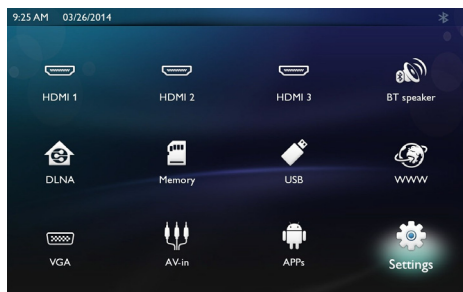 9:25 AM 03/26/2014
HDMI 1 HDMI 2 HDMI 3 BT speaker
DLNA Memory USB WWW
VGA AV-in APPs Settings